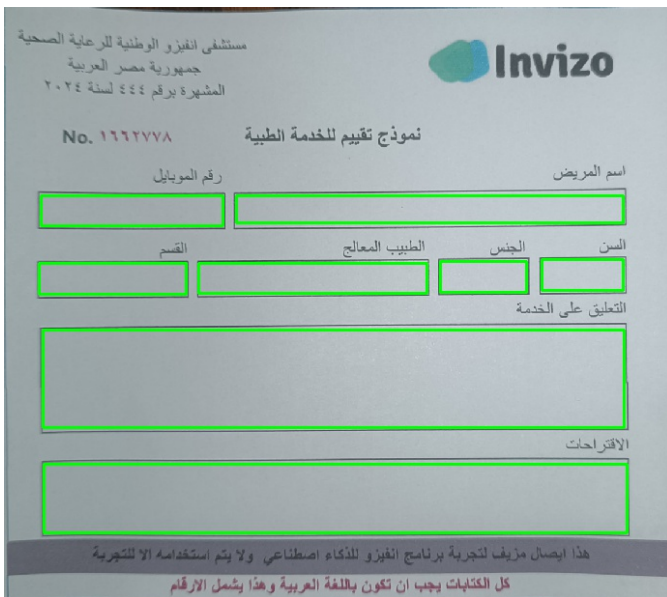 مستشفى انفيزو الوطنية للرعاية الصحية
جمهورية مصر العربية
المشهرة برقم ٤٤٤ لسنة ٢٠٢٤
Invizo
نموذج تقييم للخدمة الطبية
No. ١٦٦٢٧٧٨
اسم المريض
رقم الموبايل
السن
الجنس
الطبيب المعالج
القسم
التعليق على الخدمة
الاقتراحات
هذا ايصال مزيف لتجربة برنامج انفيزو للذكاء اصطناعي ولا يتم استخدامه الا للتجربة
كل الكتابات يجب ان تكون باللغة العربية وهذا يشمل الارقام